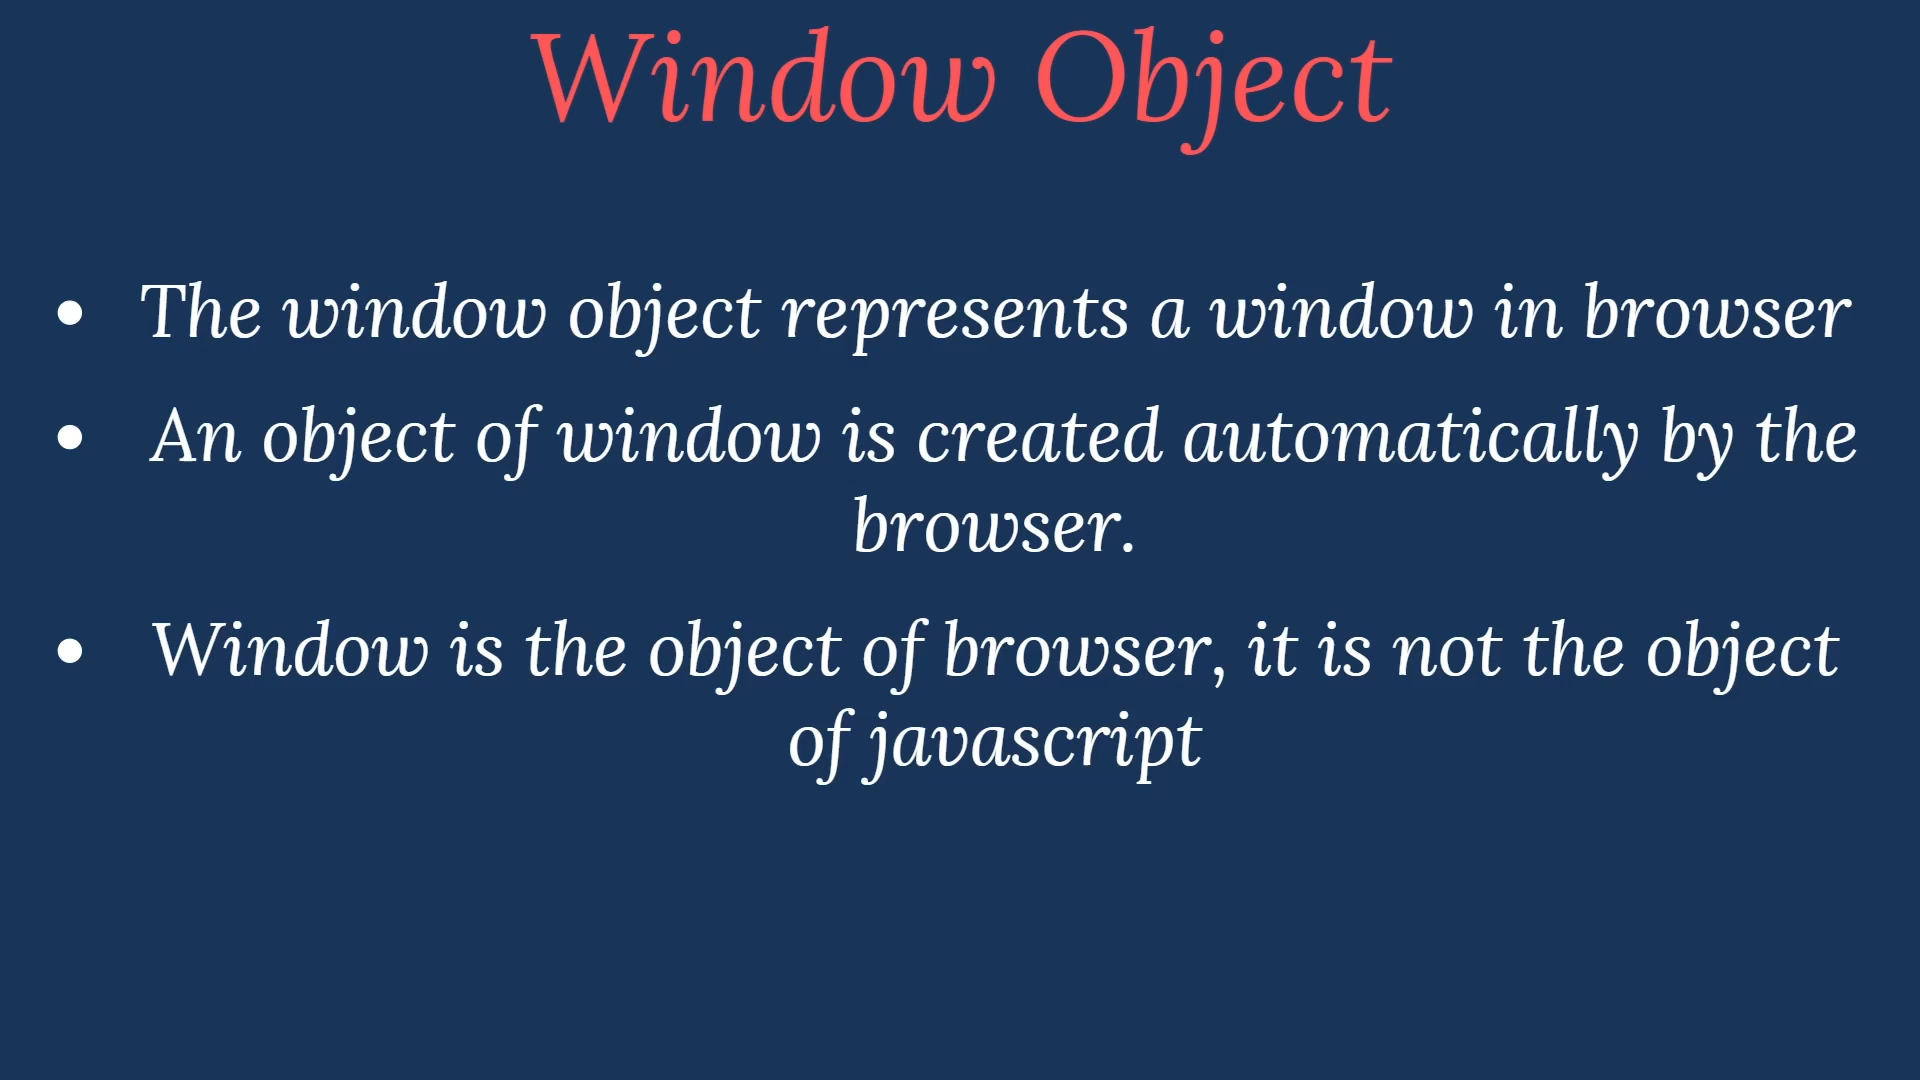 Window Object
• The window object represents a window in browser
• An object of window is created automatically by the
browser.
• Window is the object of browser, it is not the object
of javascript